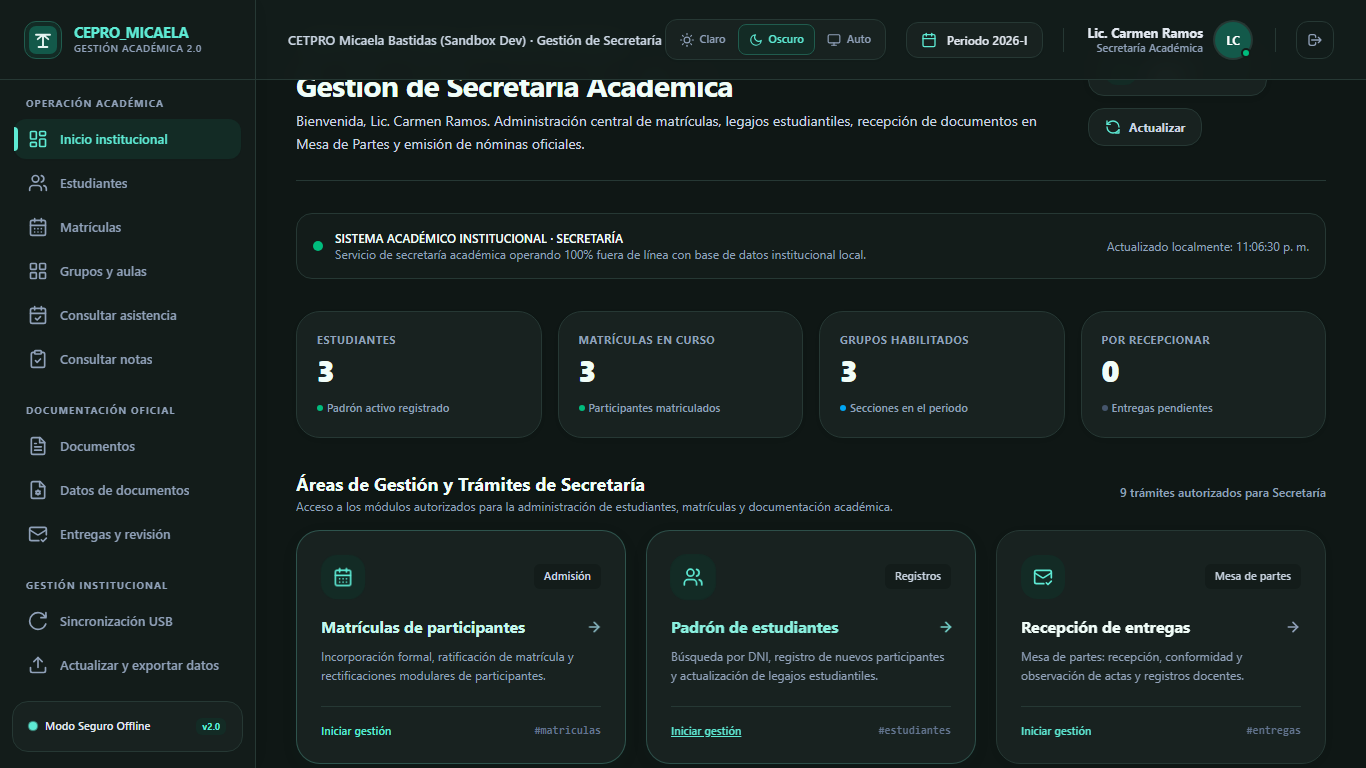 CEPRO_MICAELA
GESTIÓN ACADÉMICA 2.0
CETPRO Micaela Bastidas (Sandbox Dev) · Gestión de Secretaría
Claro
Oscuro
Auto
Periodo 2026-I
Lic. Carmen Ramos
Secretaría Académica
LC
OPERACIÓN ACADÉMICA
Inicio institucional
Estudiantes
Matrículas
Grupos y aulas
Consultar asistencia
Consultar notas
DOCUMENTACIÓN OFICIAL
Documentos
Datos de documentos
Entregas y revisión
GESTIÓN INSTITUCIONAL
Sincronización USB
Actualizar y exportar datos
Modo Seguro Offline
v2.0
Gestión de Secretaría Académica
Bienvenida, Lic. Carmen Ramos. Administración central de matrículas, legajos estudiantiles, recepción de documentos en
Mesa de Partes y emisión de nóminas oficiales.
Actualizar
SISTEMA ACADÉMICO INSTITUCIONAL · SECRETARÍA
Servicio de secretaría académica operando 100% fuera de línea con base de datos institucional local.
Actualizado localmente: 11:06:30 p. m.
ESTUDIANTES
3
Padrón activo registrado
MATRÍCULAS EN CURSO
3
Participantes matriculados
GRUPOS HABILITADOS
3
Secciones en el periodo
POR RECEPCIONAR
0
Entregas pendientes
Áreas de Gestión y Trámites de Secretaría
Acceso a los módulos autorizados para la administración de estudiantes, matrículas y documentación académica.
9 trámites autorizados para Secretaría
Admisión
Matrículas de participantes
Incorporación formal, ratificación de matrícula y
rectificaciones modulares de participantes.
Iniciar gestión
#matriculas
Registros
Padrón de estudiantes
Búsqueda por DNI, registro de nuevos participantes
y actualización de legajos estudiantiles.
Iniciar gestión
#estudiantes
Mesa de partes
Recepción de entregas
Mesa de partes: recepción, conformidad y
observación de actas y registros docentes.
Iniciar gestión
#entregas